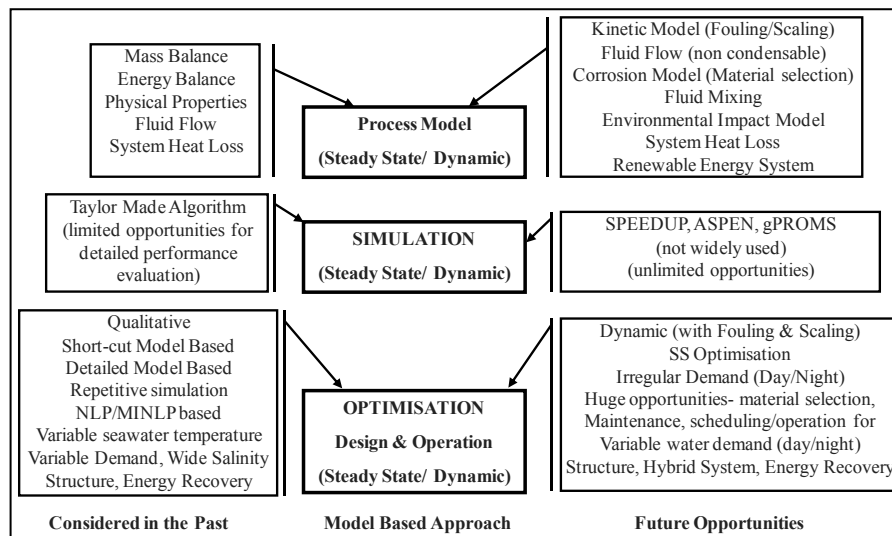 Mass Balance
Energy Balance
Physical Properties
Fluid Flow
System Heat Loss
Process Model
(Steady State/ Dynamic)
Kinetic Model (Fouling/Scaling)
Fluid Flow (non condensable)
Corrosion Model (Material selection)
Fluid Mixing
Environmental Impact Model
System Heat Loss
Renewable Energy System
Taylor Made Algorithm
(limited opportunities for
detailed performance
evaluation)
SIMULATION
(Steady State/ Dynamic)
SPEEDUP, ASPEN, gPROMS
(not widely used)
(unlimited opportunities)
Qualitative
Short-cut Model Based
Detailed Model Based
Repetitive simulation
NLP/MINLP based
Variable seawater temperature
Variable Demand, Wide Salinity
Structure, Energy Recovery
OPTIMISATION
Design & Operation
(Steady State/ Dynamic)
Dynamic (with Fouling & Scaling)
SS Optimisation
Irregular Demand (Day/Night)
Huge opportunities- material selection,
Maintenance, scheduling/operation for
Variable water demand (day/night)
Structure, Hybrid System, Energy Recovery
Considered in the Past
Model Based Approach
Future Opportunities